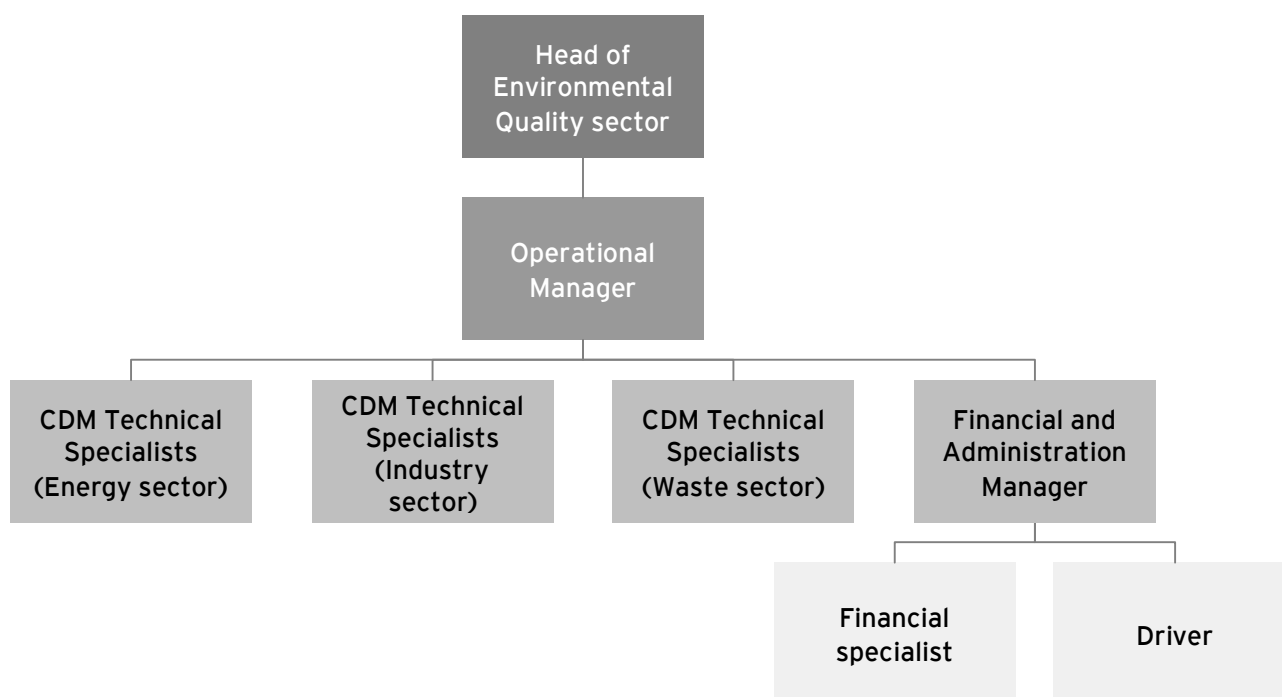 Head of
Environmental
Quality sector
Operational
Manager
CDM Technical
Specialists
(Energy sector)
CDM Technical
Specialists
(Industry
sector)
CDM Technical
Specialists
(Waste sector)
Financial and
Administration
Manager
Financial
specialist
Driver